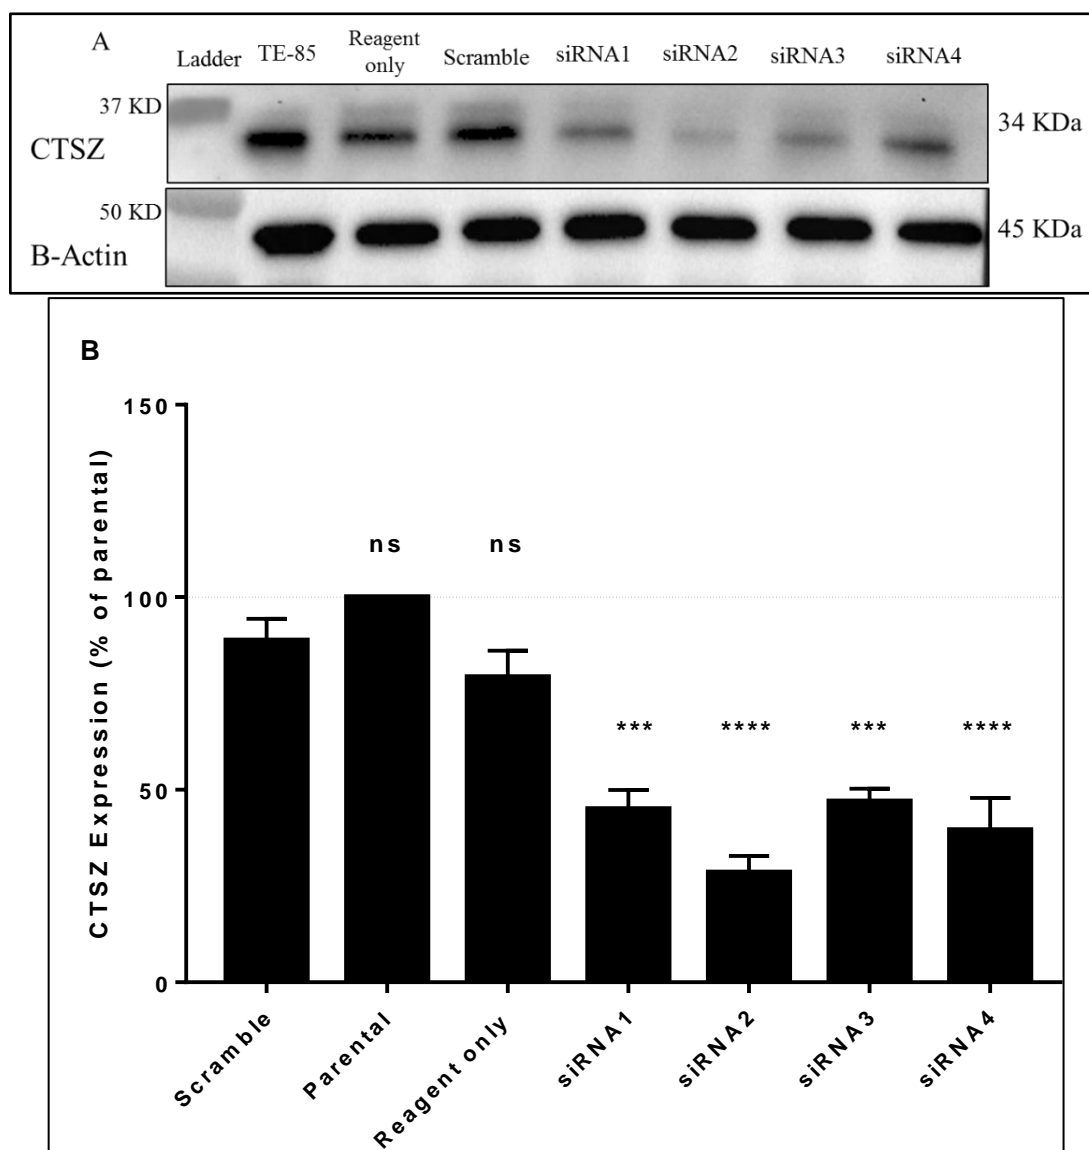 A
Ladder TE-85 Reagent only Scramble siRNA1 siRNA2 siRNA3 siRNA4
37 KD
CTSZ
34 KDa
50 KD
B-Actin
45 KDa
B
CTSZ Expression (% of parental)
150
100
50
0
ns ns
*** **** *** ****
Scramble Parental Reagent only siRNA1 siRNA2 siRNA3 siRNA4